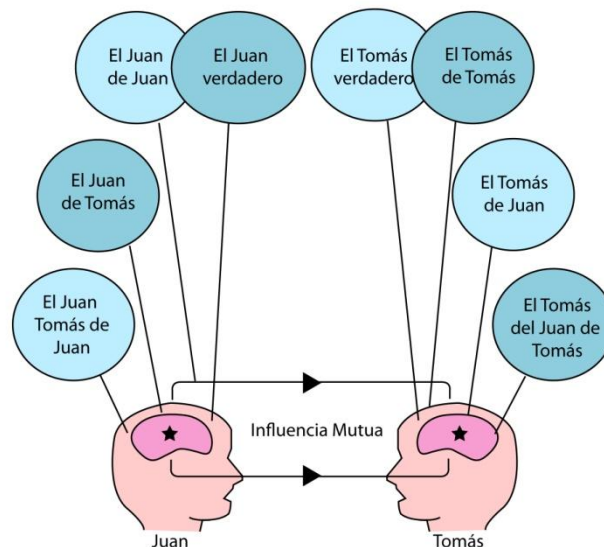 El Juan
de Juan
El Juan
verdadero
El Tomás
verdadero
El Tomás
de Tomás
El Juan
de Tomás
El Tomás
de Juan
El Juan
Tomás de
Juan
El Tomás
del Juan de
Tomás
Influencia Mutua
Juan
Tomás